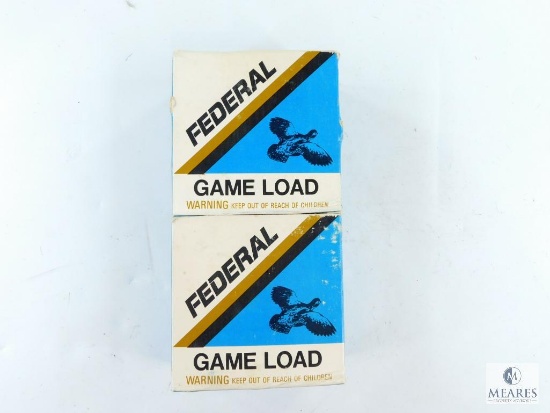 FEDERAL
GAME LOAD
WARNING KEEP OUT OF REACH OF CHILDREN
FEDERAL
GAME LOAD
WARNING KEEP OUT OF REACH OF CHILDREN
MEARES